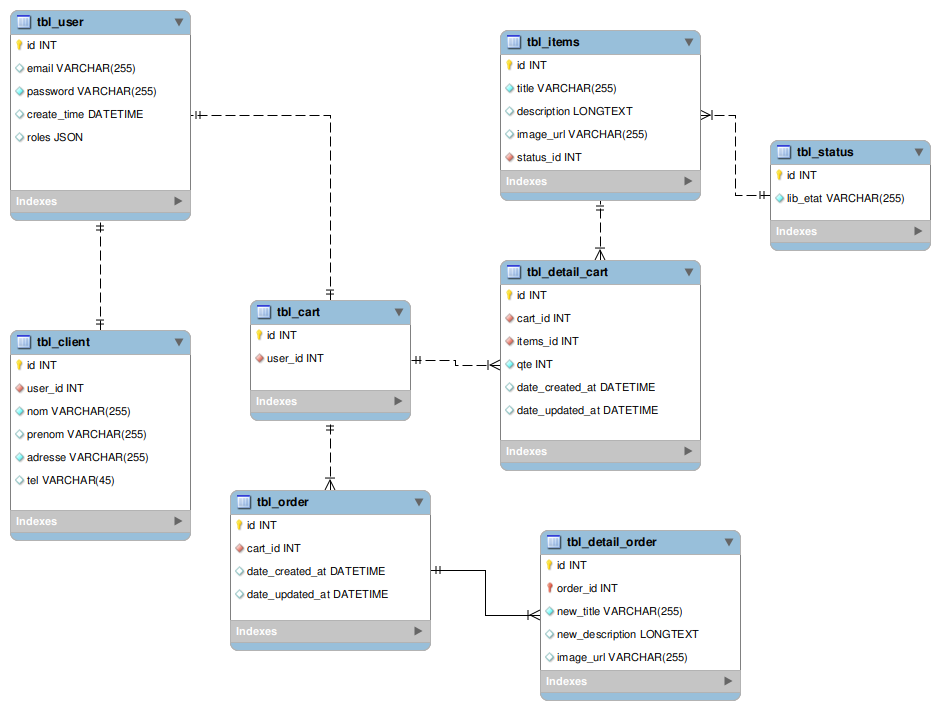 tbl_user
id INT
email VARCHAR(255)
password VARCHAR(255)
create_time DATETIME
roles JSON
Indexes
tbl_items
id INT
title VARCHAR(255)
description LONGTEXT
image_url VARCHAR(255)
status_id INT
Indexes
tbl_status
id INT
lib_etat VARCHAR(255)
Indexes
tbl_detail_cart
id INT
cart_id INT
items_id INT
qte INT
date_created_at DATETIME
date_updated_at DATETIME
Indexes
tbl_cart
id INT
user_id INT
Indexes
tbl_client
id INT
user_id INT
nom VARCHAR(255)
prenom VARCHAR(255)
adresse VARCHAR(255)
tel VARCHAR(45)
Indexes
tbl_order
id INT
cart_id INT
date_created_at DATETIME
date_updated_at DATETIME
Indexes
tbl_detail_order
id INT
order_id INT
new_title VARCHAR(255)
new_description LONGTEXT
image_url VARCHAR(255)
Indexes